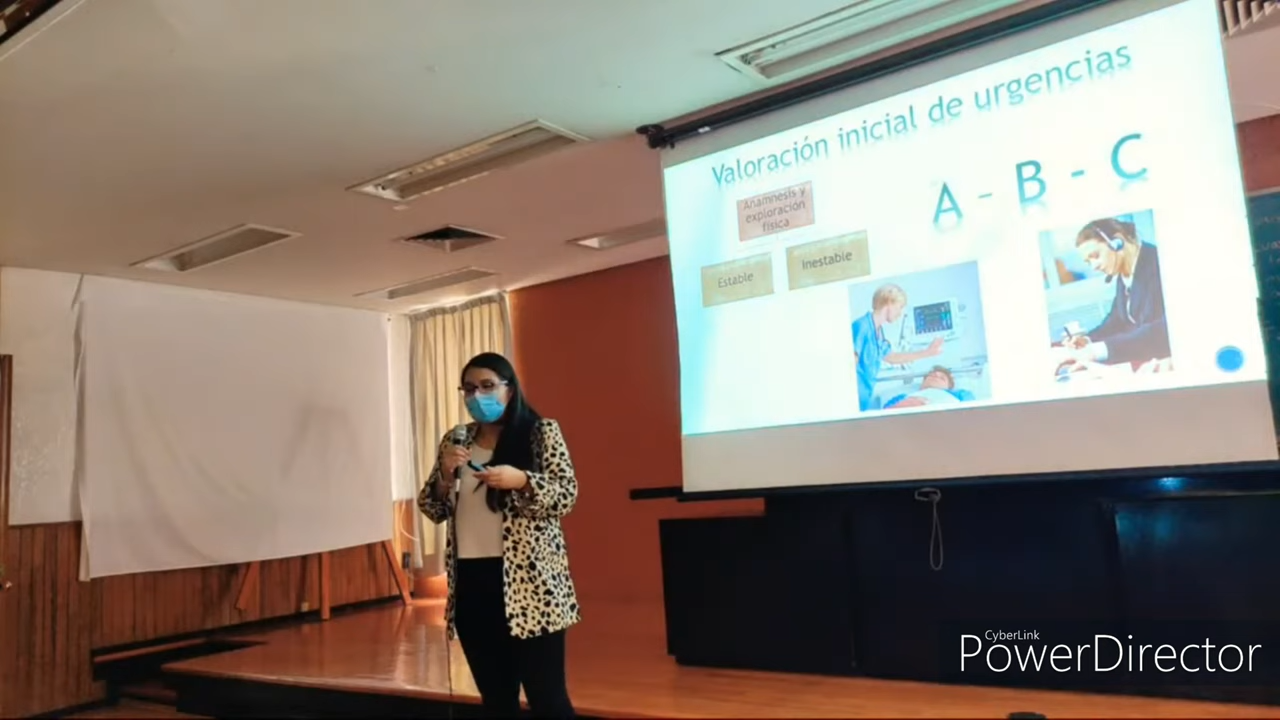 Valoración inicial de urgencias
A - B - C
Anamnesis y
exploración
física
Estable
Inestable
CyberLink
PowerDirector